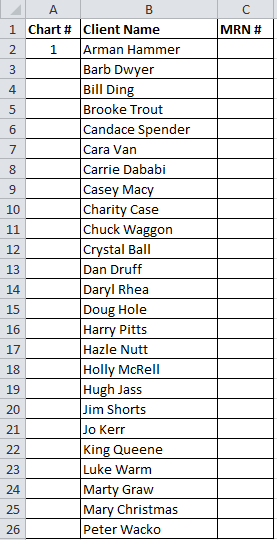 A B C
1 Chart # Client Name MRN #
2 1 Arman Hammer
3 Barb Dwyer
4 Bill Ding
5 Brooke Trout
6 Candace Spender
7 Cara Van
8 Carrie Dababi
9 Casey Macy
10 Charity Case
11 Chuck Waggon
12 Crystal Ball
13 Dan Druff
14 Daryl Rhea
15 Doug Hole
16 Harry Pitts
17 Hazle Nutt
18 Holly McRell
19 Hugh Jass
20 Jim Shorts
21 Jo Kerr
22 King Queene
23 Luke Warm
24 Marty Graw
25 Mary Christmas
26 Peter Wacko